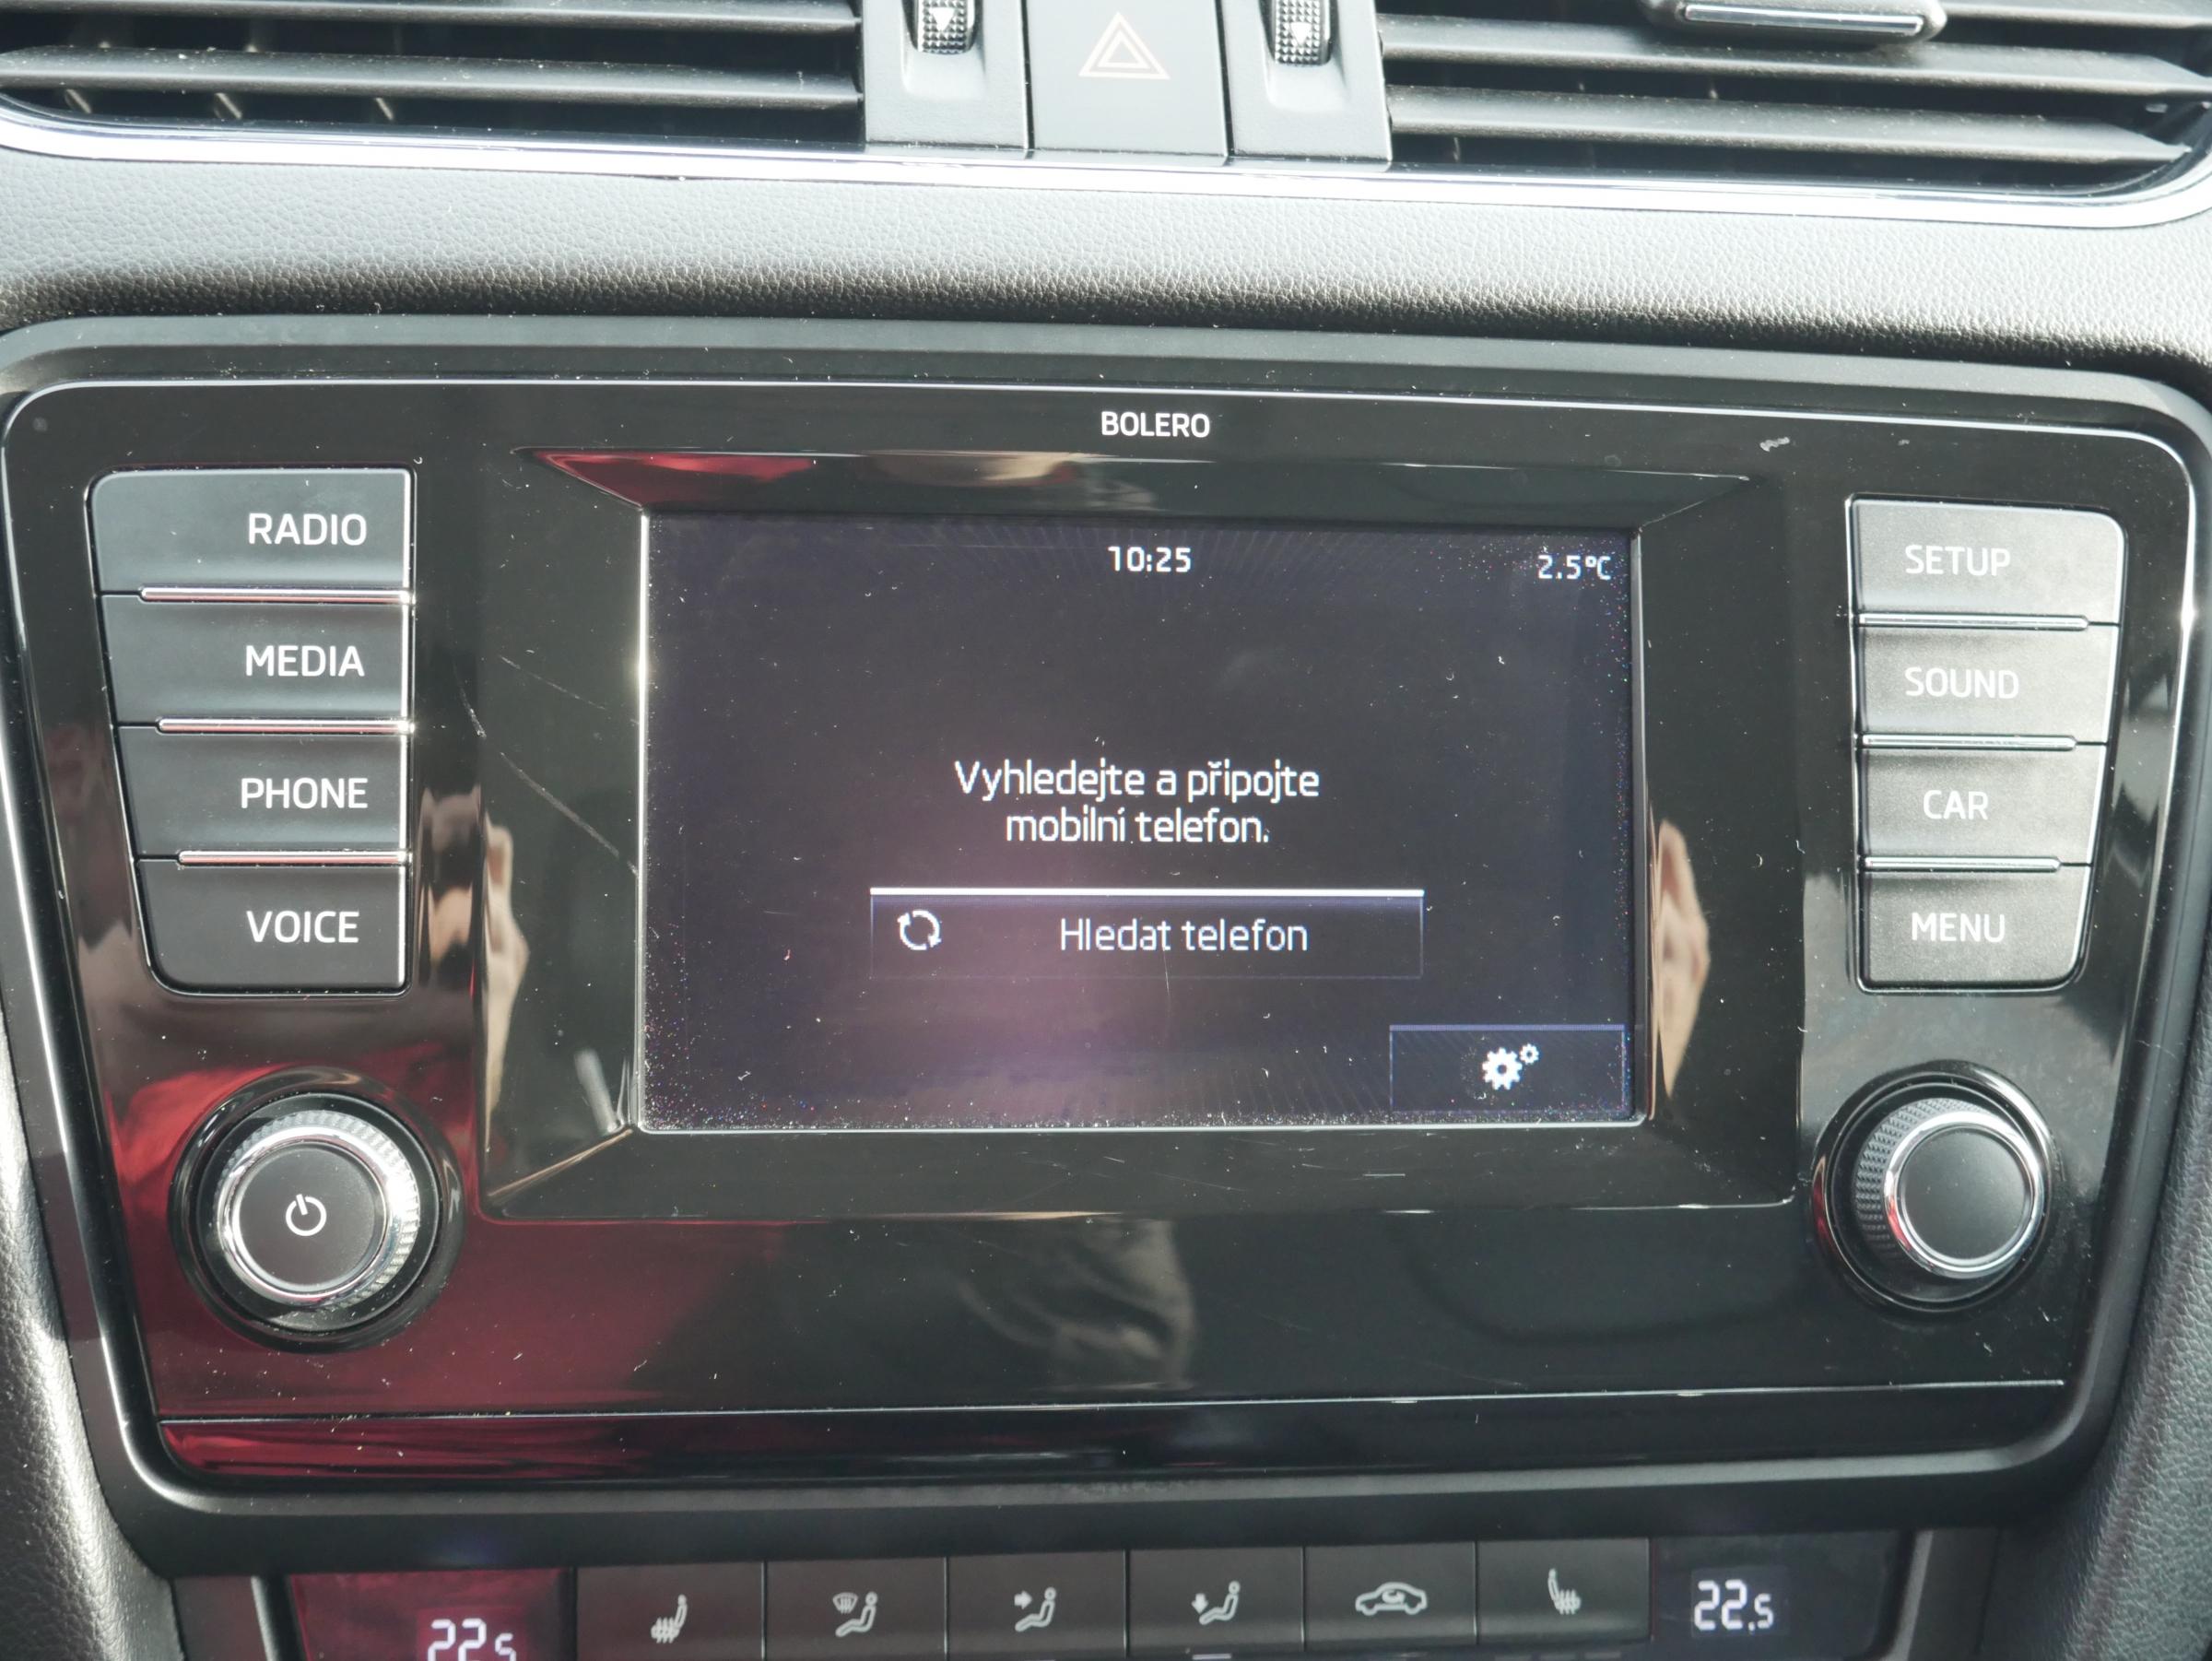 BOLERO
RADIO
MEDIA
PHONE
VOICE
10:25
2.5°C
Vyhledejte a připojte
mobilní telefon.
Hledat telefon
SETUP
SOUND
CAR
MENU
22.5
22.5